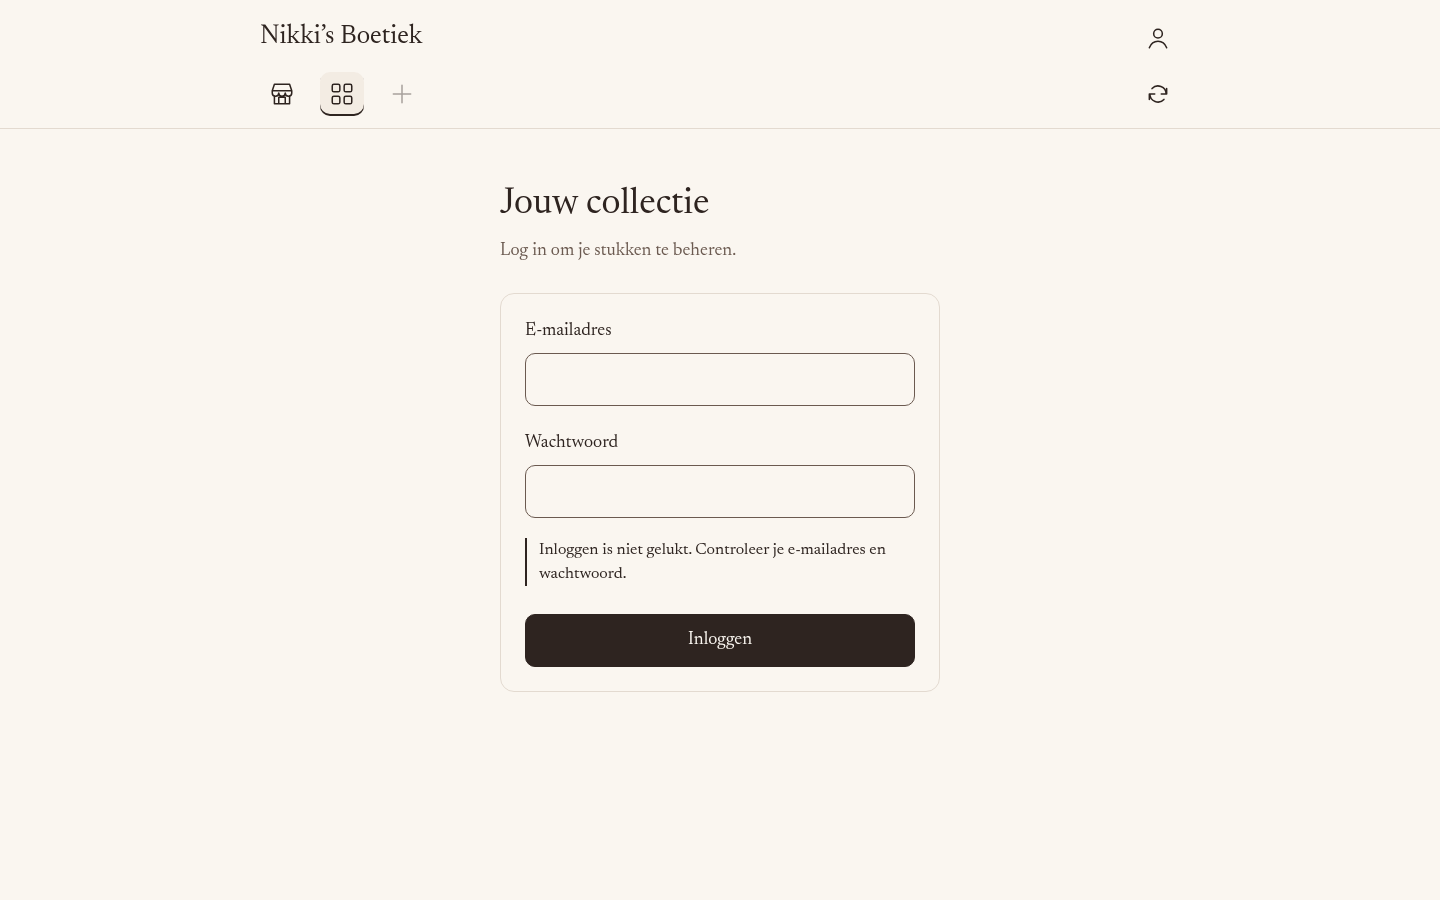 Nikki’s Boetiek
Jouw collectie
Log in om je stukken te beheren.
E-mailadres
Wachtwoord
Inloggen is niet gelukt. Controleer je e-mailadres en
wachtwoord.
Inloggen